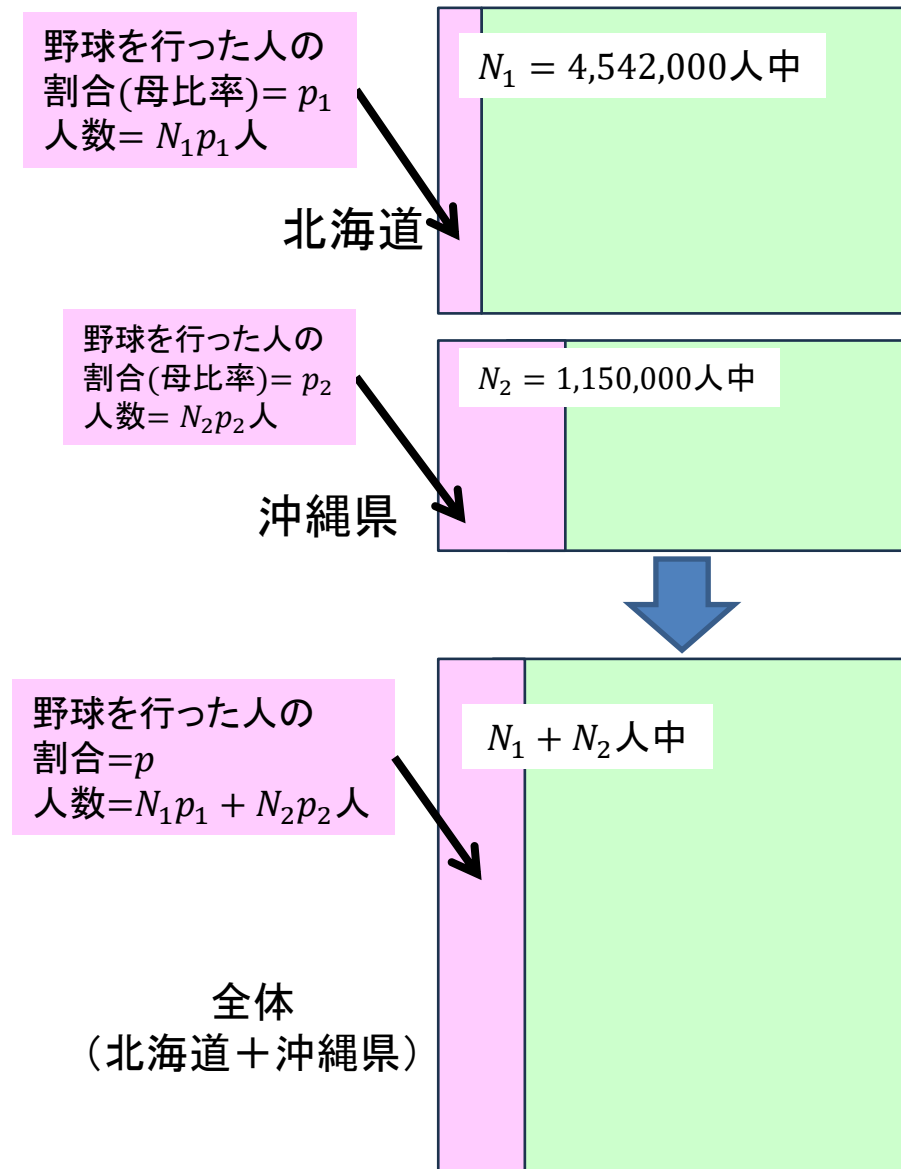 野球を行った人の
割合(母比率)= p₁
人数= N₁p₁人
N₁ = 4,542,000人中
北海道
野球を行った人の
割合(母比率)= p₂
人数= N₂p₂人
N₂ = 1,150,000人中
沖縄県
野球を行った人の
割合=p
人数=N₁p₁ + N₂p₂人
N₁ + N₂人中
全体
（北海道＋沖縄県）